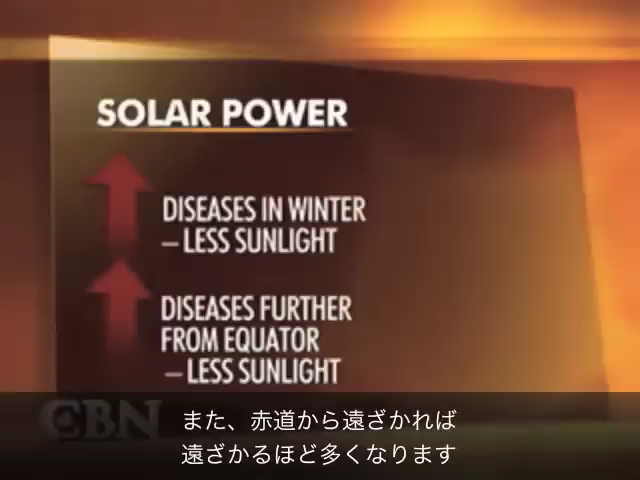 SOLAR POWER
DISEASES IN WINTER
– LESS SUNLIGHT
DISEASES FURTHER
FROM EQUATOR
– LESS SUNLIGHT
CBN
また、赤道から遠ざかれば
遠ざかるほど多くなります